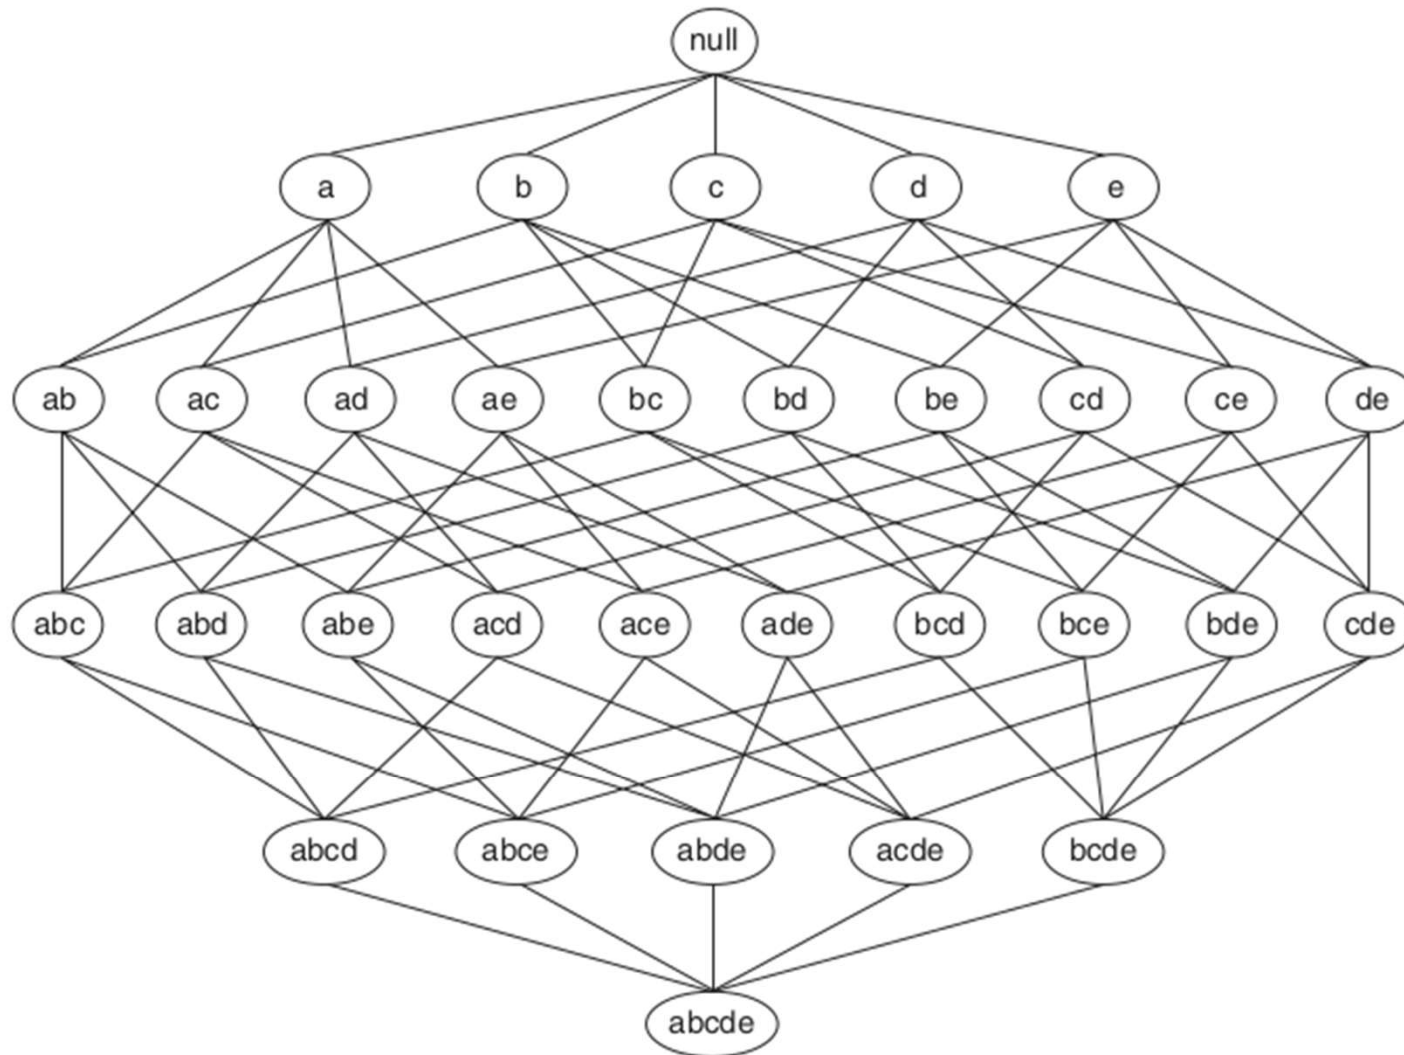 null
a b c d e
ab ac ad ae bc bd be cd ce de
abc abd abe acd ace ade bcd bce bde cde
abcd abce abde acde bcde
abcde